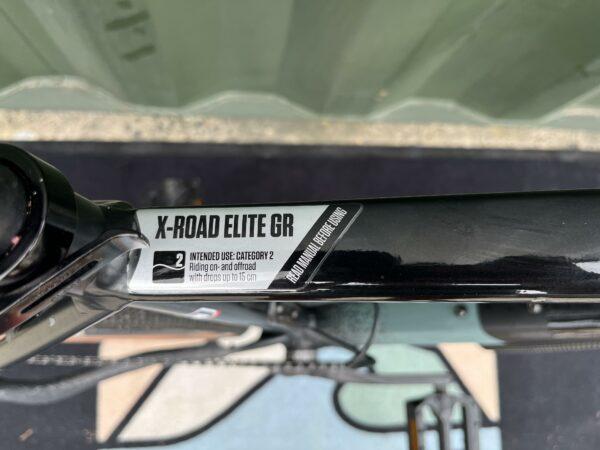 X-ROAD ELITE GR
2
INTENDED USE: CATEGORY 2
Riding on- and offroad
with drops up to 15 cm
READ MANUAL BEFORE USING